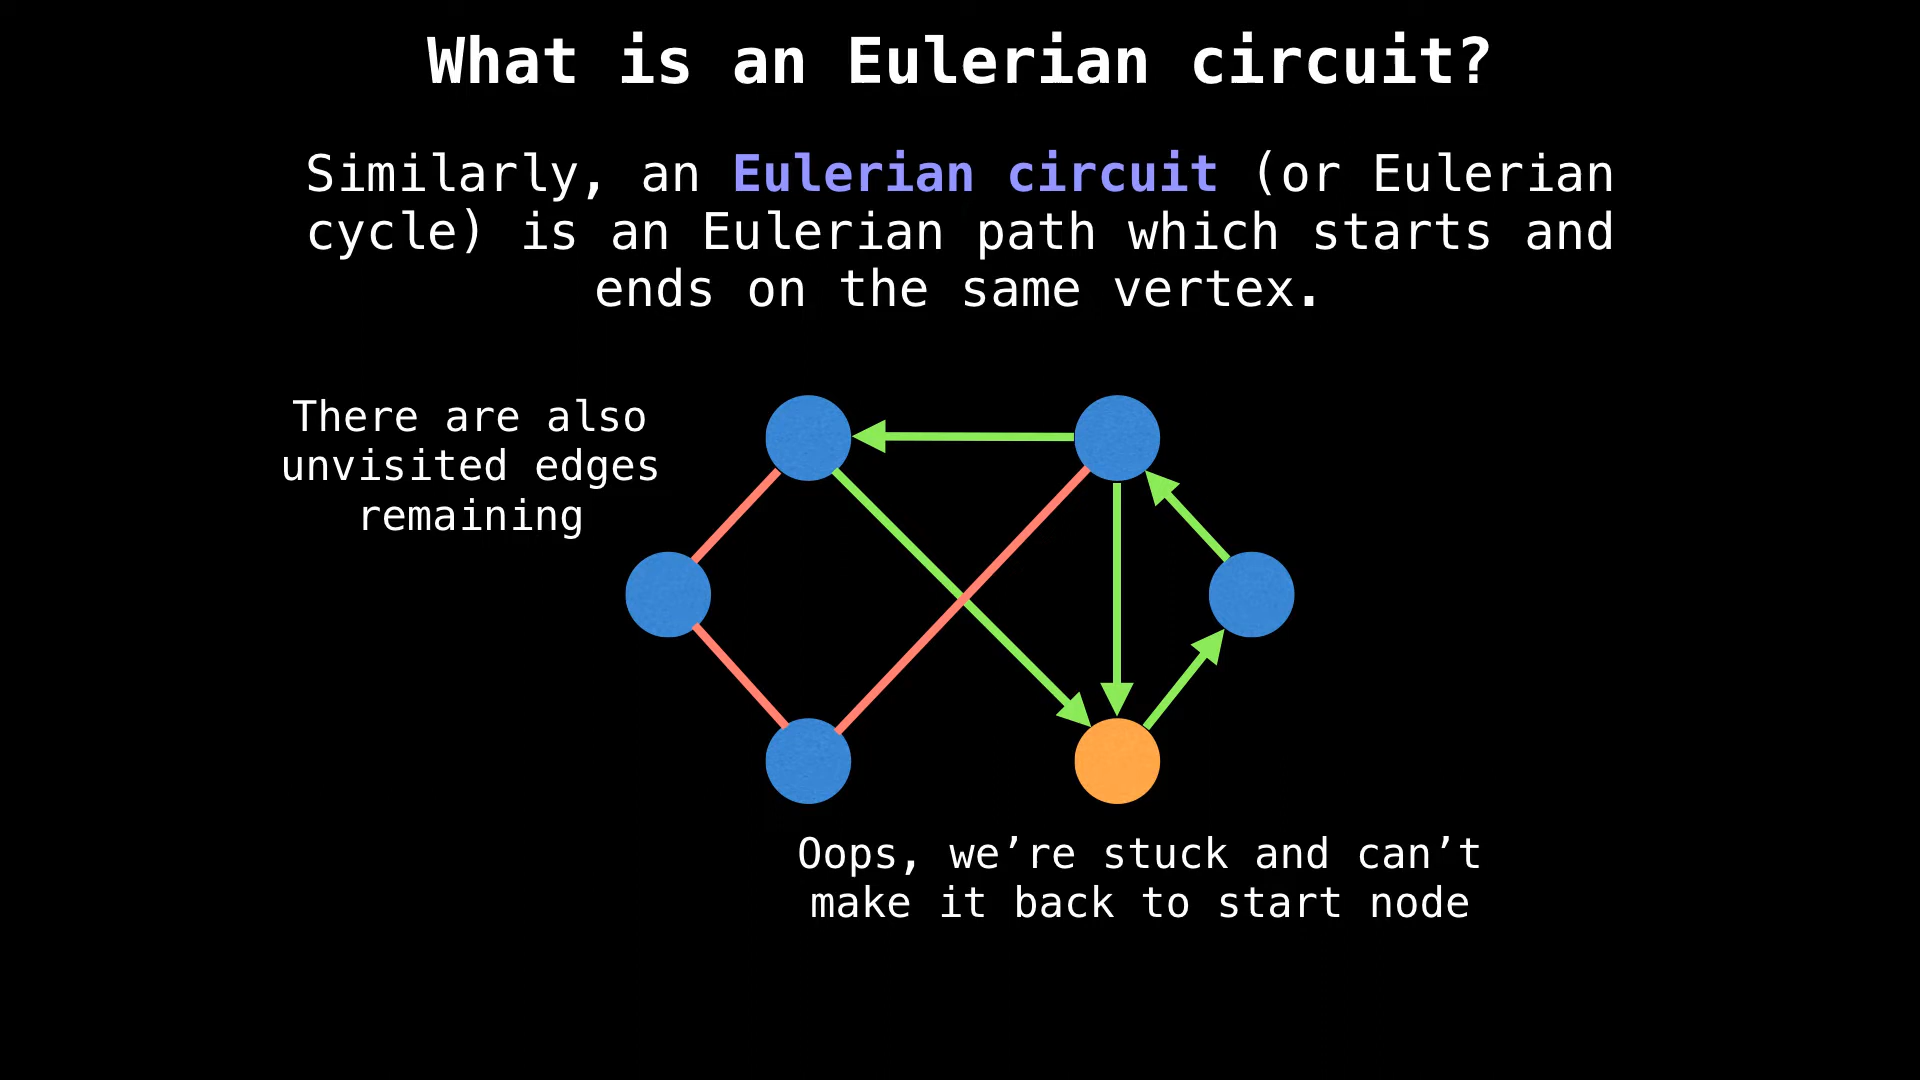 What is an Eulerian circuit?
Similarly, an Eulerian circuit (or Eulerian
cycle) is an Eulerian path which starts and
ends on the same vertex.
There are also
unvisited edges
remaining
Oops, we’re stuck and can’t
make it back to start node